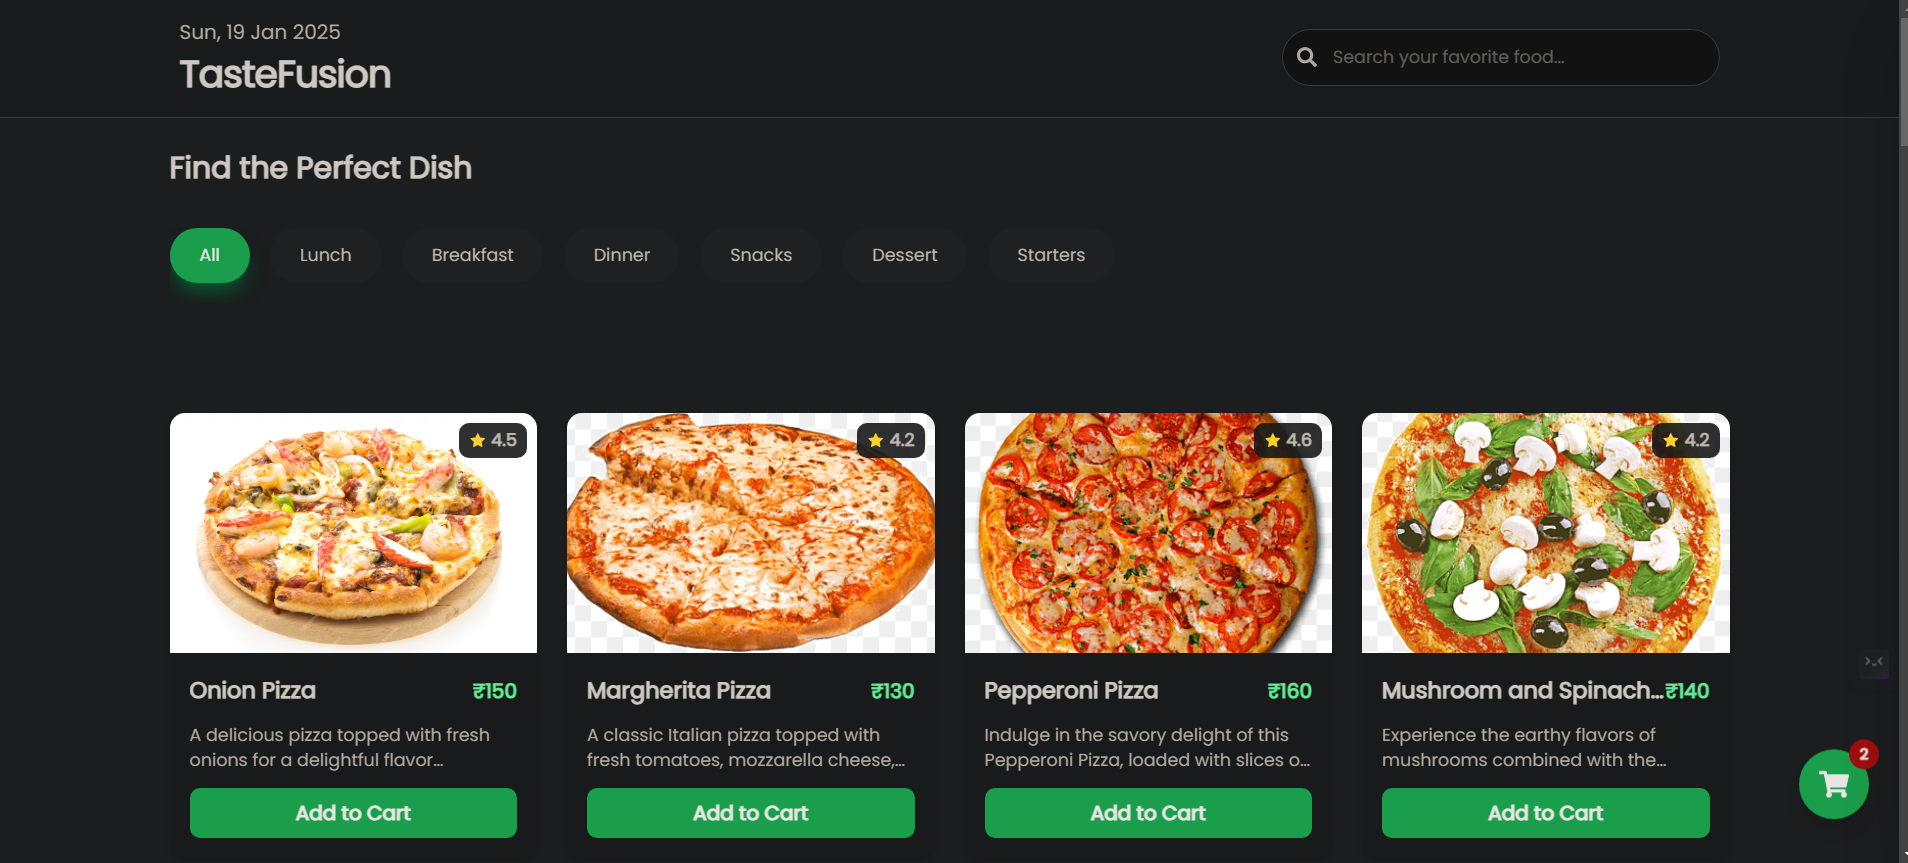 Sun, 19 Jan 2025
TasteFusion
Search your favorite food...
Find the Perfect Dish
All
Lunch
Breakfast
Dinner
Snacks
Dessert
Starters
4.5
4.2
4.6
4.2
Onion Pizza ₹150
A delicious pizza topped with fresh
onions for a delightful flavor...
Add to Cart
Margherita Pizza ₹130
A classic Italian pizza topped with
fresh tomatoes, mozzarella cheese,...
Add to Cart
Pepperoni Pizza ₹160
Indulge in the savory delight of this
Pepperoni Pizza, loaded with slices o...
Add to Cart
Mushroom and Spinach... ₹140
Experience the earthy flavors of
mushrooms combined with the...
Add to Cart
2